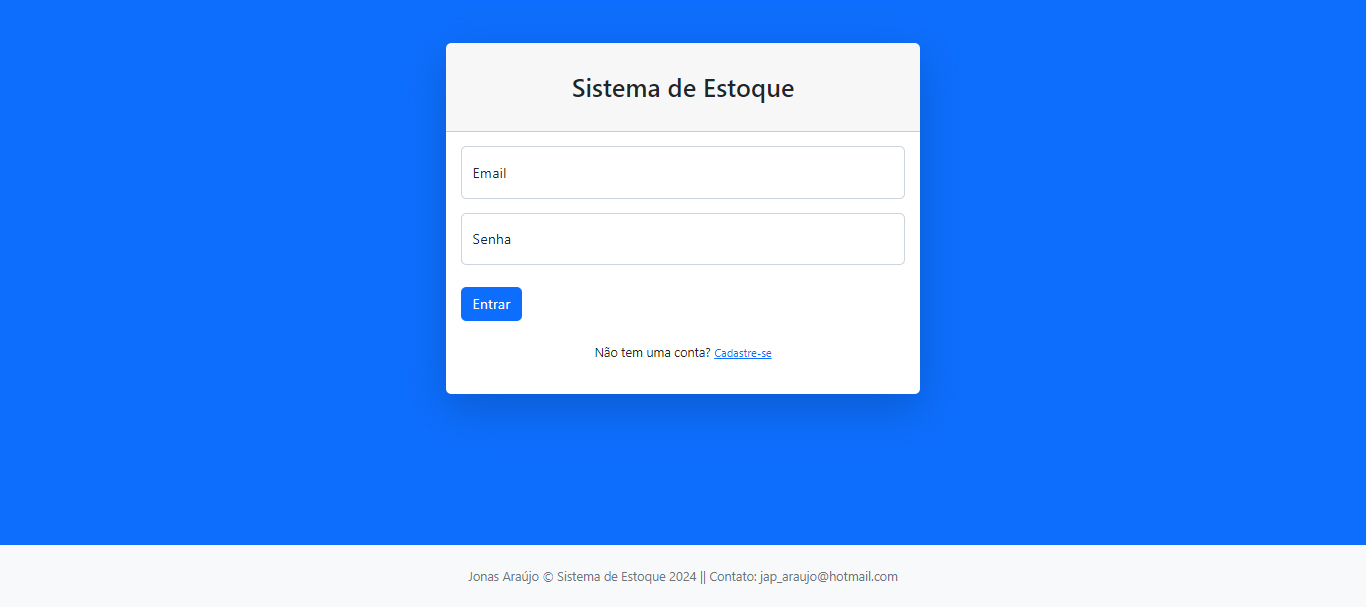 Sistema de Estoque
Email
Senha
Entrar
Não tem uma conta? Cadastre-se
Jonas Araújo © Sistema de Estoque 2024 || Contato: jap_araujo@hotmail.com